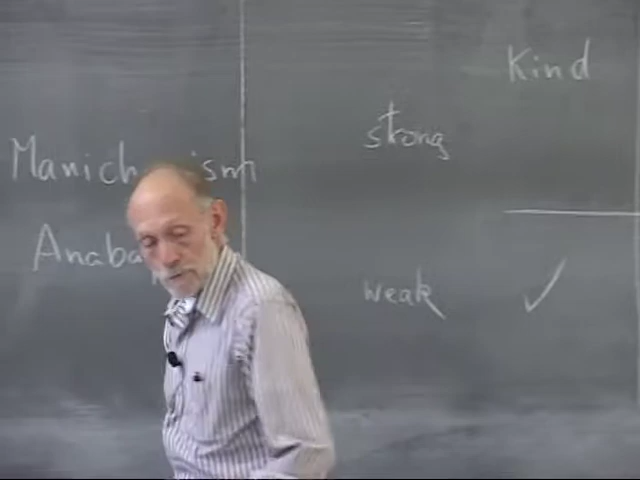 Kind
strong
Manich ism
Anaba
weak ✓